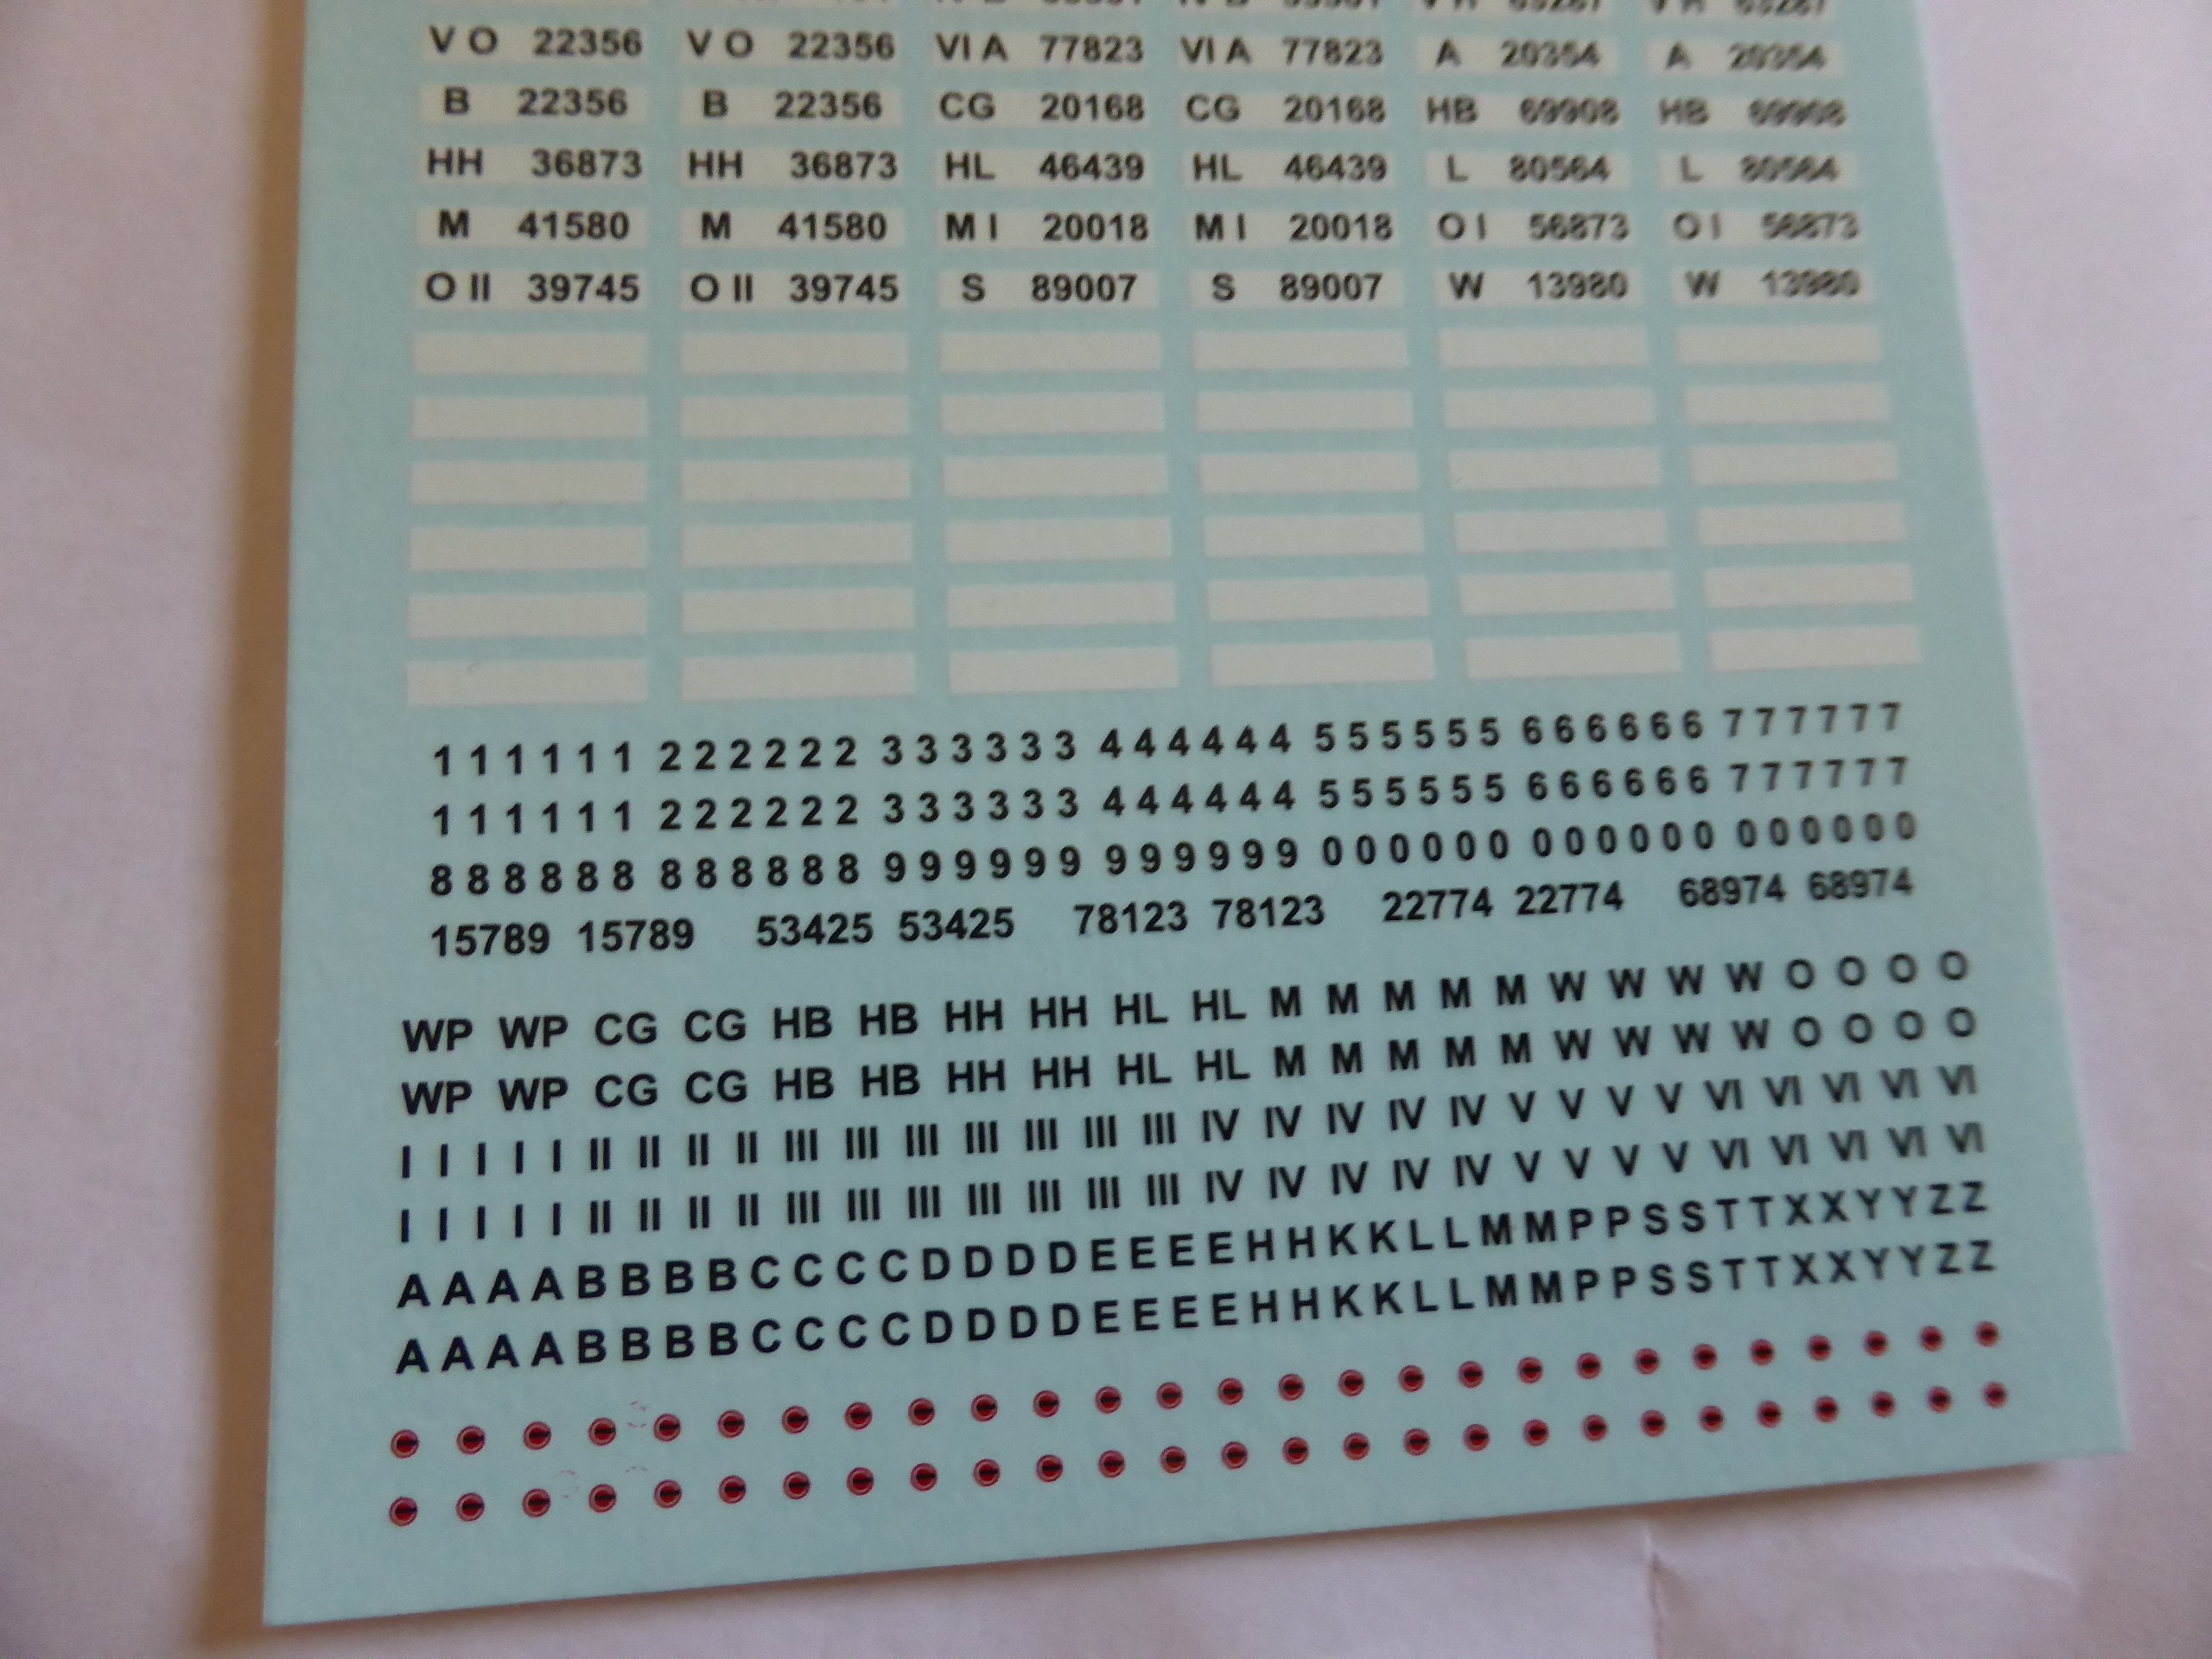 V O 22356 V O 22356 VI A 77823 VI A 77823 A 20354 A 20354
B 22356 B 22356 CG 20168 CG 20168 HB 69908 HB 69908
HH 36873 HH 36873 HL 46439 HL 46439 L 80564 L 80564
M 41580 M 41580 M I 20018 M I 20018 O I 56873 O I 56873
O II 39745 O II 39745 S 89007 S 89007 W 13980 W 13980
1 1 1 1 1 1 2 2 2 2 2 2 3 3 3 3 3 3 4 4 4 4 4 4 5 5 5 5 5 5 6 6 6 6 6 6 7 7 7 7 7 7
1 1 1 1 1 1 2 2 2 2 2 2 3 3 3 3 3 3 4 4 4 4 4 4 5 5 5 5 5 5 6 6 6 6 6 6 7 7 7 7 7 7
8 8 8 8 8 8 8 8 8 8 8 8 9 9 9 9 9 9 9 9 9 9 9 9 0 0 0 0 0 0 0 0 0 0 0 0 0 0 0 0 0 0
15789 15789 53425 53425 78123 78123 22774 22774 68974 68974
WP WP CG CG HB HB HH HH HL HL M M M M M W W W W O O O O
WP WP CG CG HB HB HH HH HL HL M M M M M W W W W O O O O
I I I I I II II II II III III III III III III III IV IV IV IV IV V V V V VI VI VI VI VI
I I I I I II II II II III III III III III III III IV IV IV IV IV V V V V VI VI VI VI VI
A A A A B B B B C C C C D D D D E E E E H H K K L L M M P P S S T T X X Y Y Z Z
A A A A B B B B C C C C D D D D E E E E H H K K L L M M P P S S T T X X Y Y Z Z